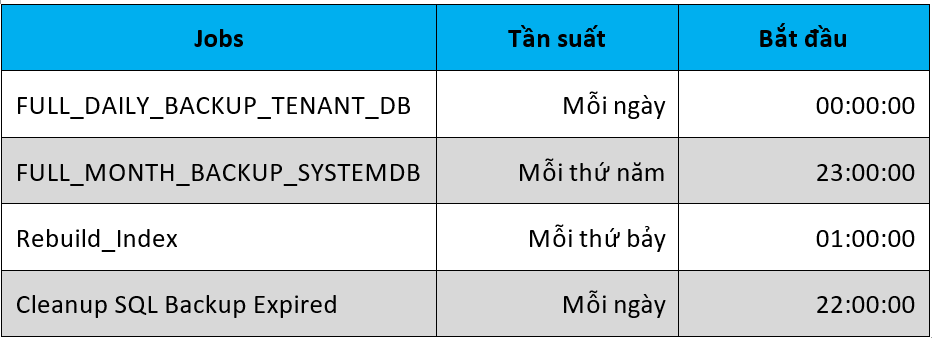 Jobs Tần suất Bắt đầu
FULL_DAILY_BACKUP_TENANT_DB Mỗi ngày 00:00:00
FULL_MONTH_BACKUP_SYSTEMDB Mỗi thứ năm 23:00:00
Rebuild_Index Mỗi thứ bảy 01:00:00
Cleanup SQL Backup Expired Mỗi ngày 22:00:00